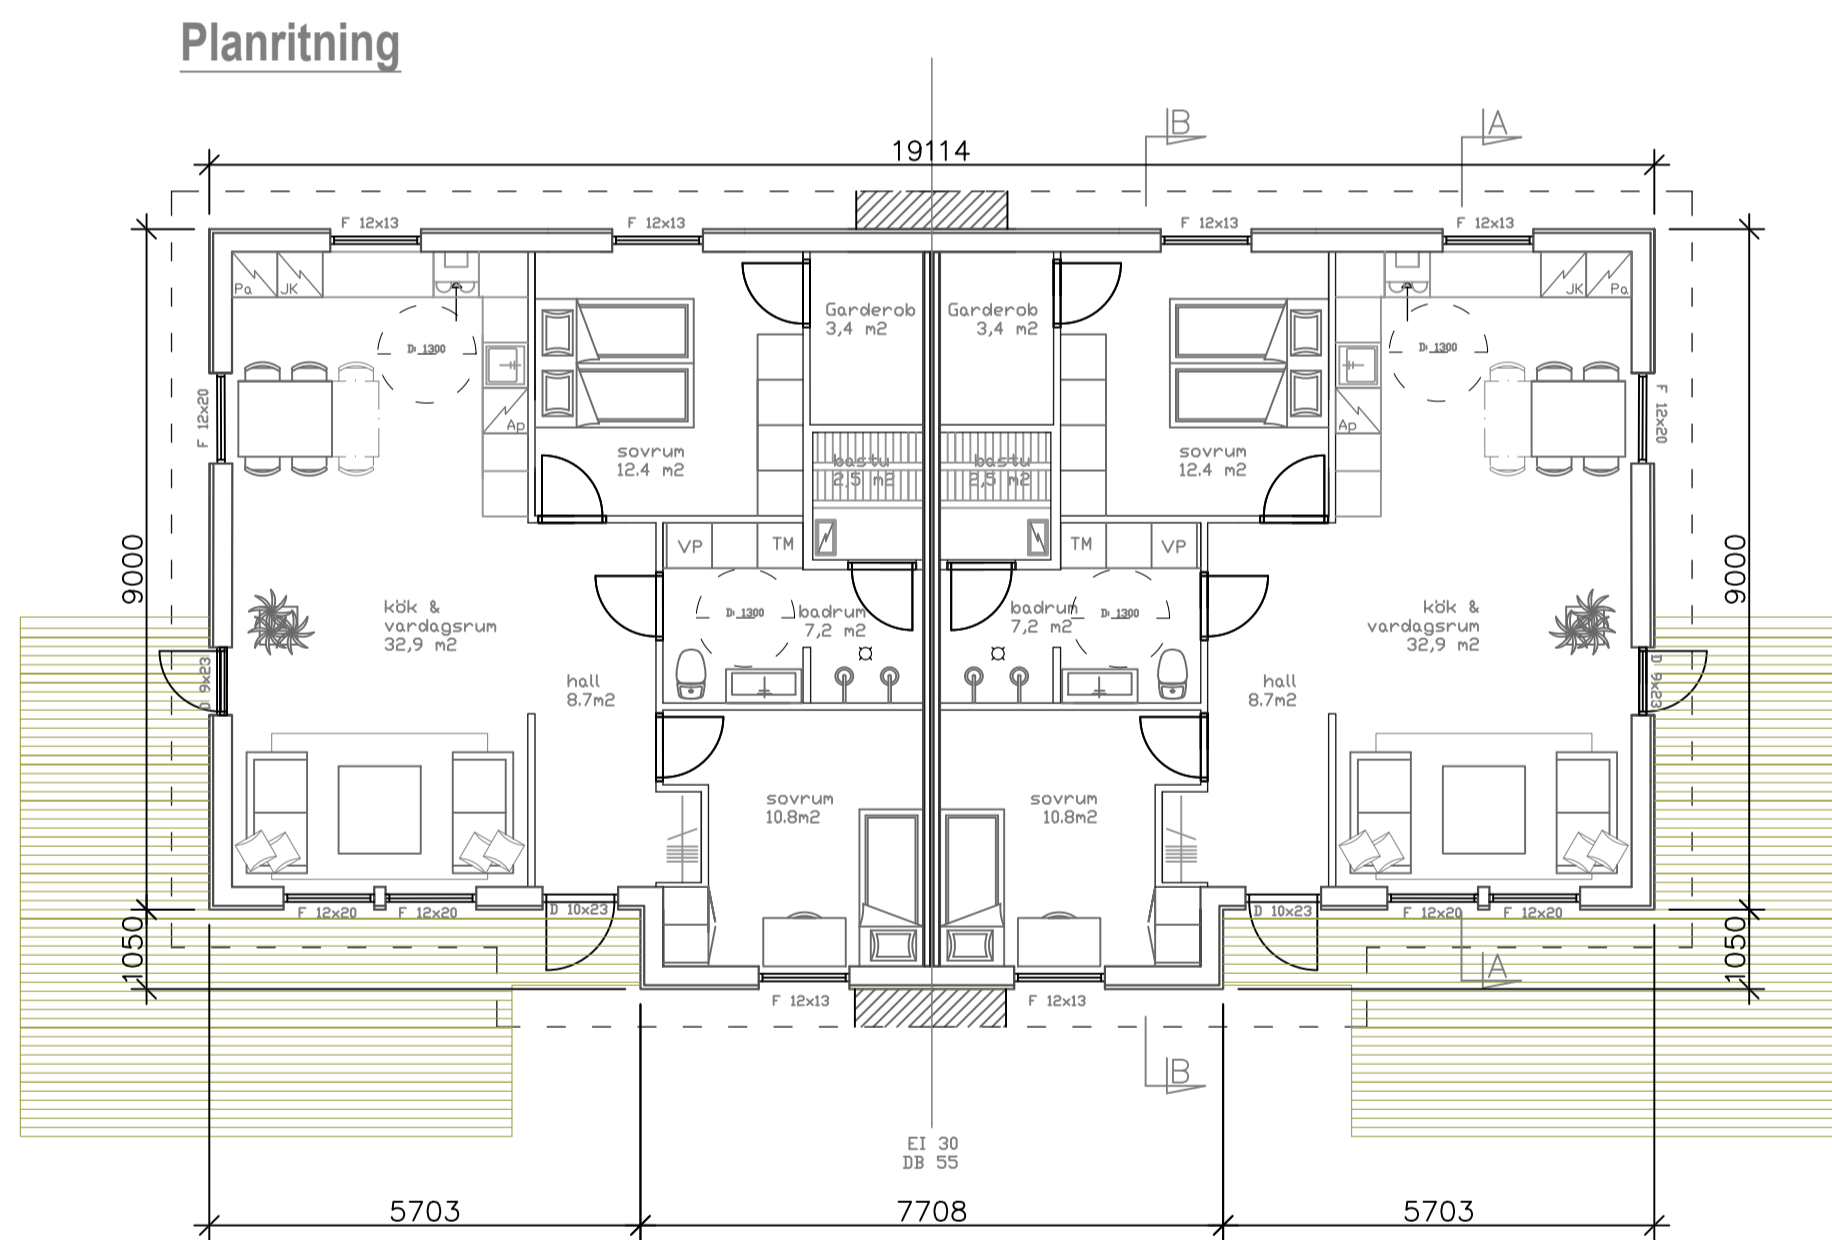 Planritning
B
A
19114
F 12x13
F 12x13
F 12x13
F 12x13
Pa
JK
JK
Pa
Garderob
3,4 m2
Garderob
3,4 m2
D: 1300
D: 1300
F 12x20
F 12x20
Ap
Ap
sovrum
12.4 m2
bastu
2,5 m2
bastu
2,5 m2
sovrum
12.4 m2
VP
TM
TM
VP
9000
9000
kök &
vardagsrum
32,9 m2
D: 1300
badrum
7,2 m2
badrum
7,2 m2
D: 1300
kök &
vardagsrum
32,9 m2
D 9x23
hall
8.7m2
hall
8.7m2
D 9x23
sovrum
10.8m2
sovrum
10.8m2
F 12x20
F 12x20
D 10x23
D 10x23
F 12x20
F 12x20
1050
1050
A
F 12x13
F 12x13
B
EI 30
DB 55
5703
7708
5703